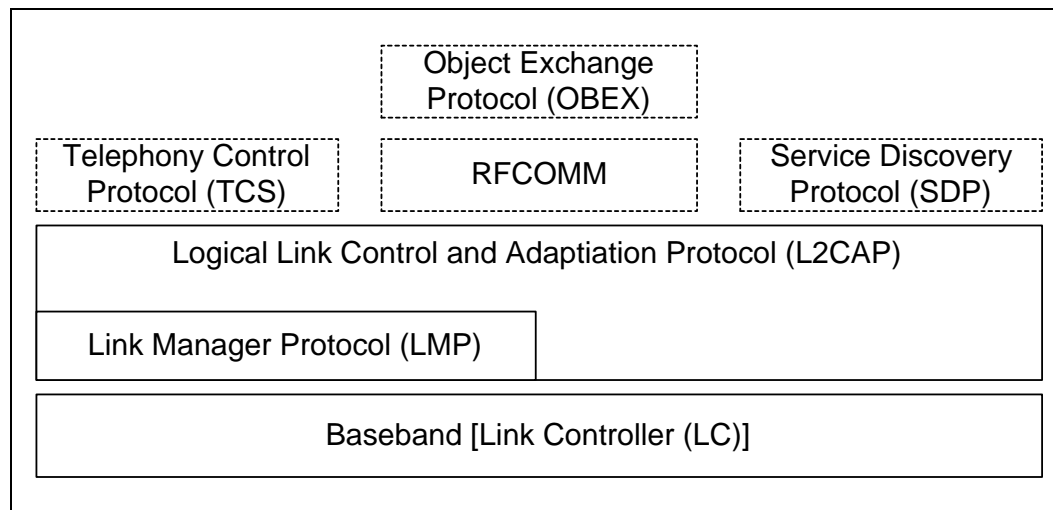 Object Exchange
Protocol (OBEX)
Telephony Control
Protocol (TCS)
RFCOMM
Service Discovery
Protocol (SDP)
Logical Link Control and Adaptiation Protocol (L2CAP)
Link Manager Protocol (LMP)
Baseband [Link Controller (LC)]